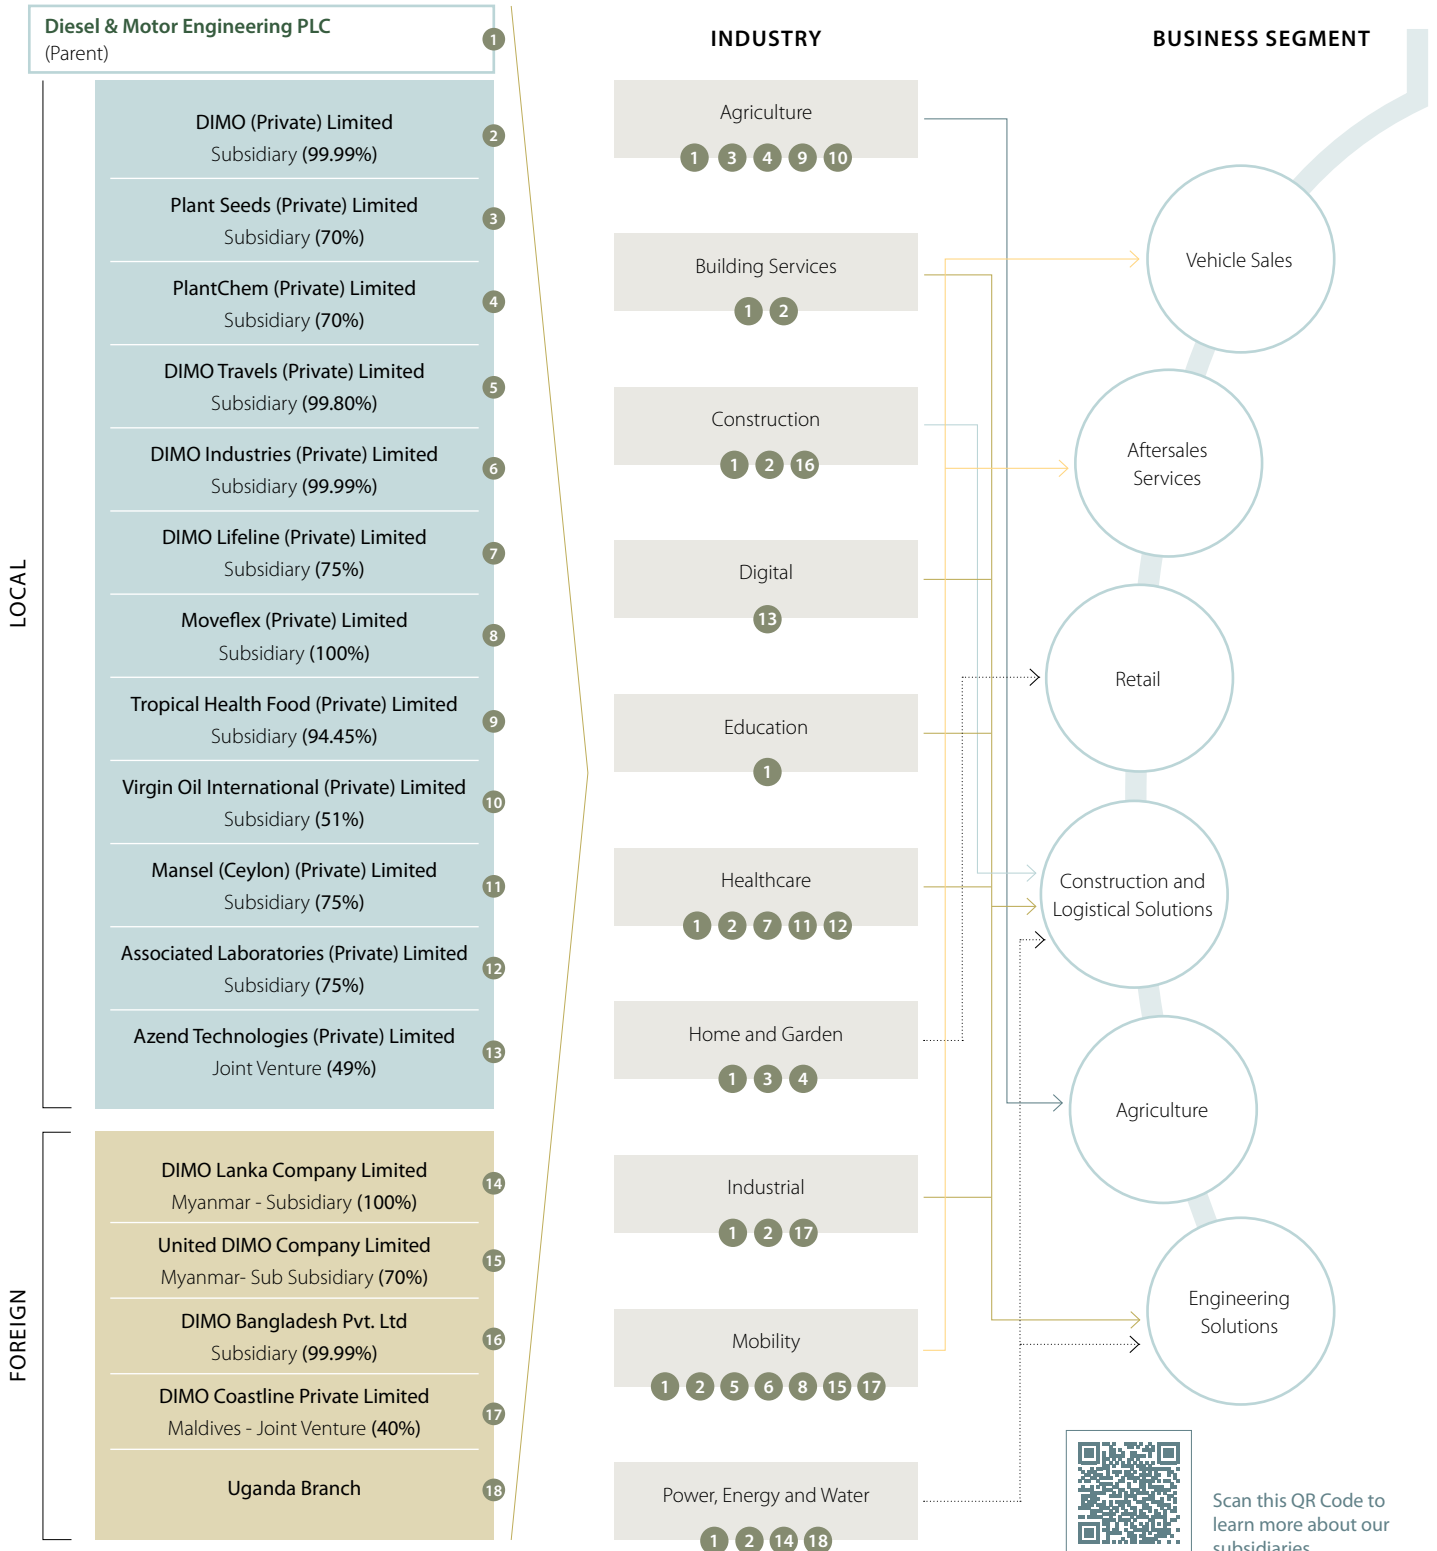 Diesel & Motor Engineering PLC
(Parent)
1
LOCAL
DIMO (Private) Limited
Subsidiary (99.99%)
2
Plant Seeds (Private) Limited
Subsidiary (70%)
3
PlantChem (Private) Limited
Subsidiary (70%)
4
DIMO Travels (Private) Limited
Subsidiary (99.80%)
5
DIMO Industries (Private) Limited
Subsidiary (99.99%)
6
DIMO Lifeline (Private) Limited
Subsidiary (75%)
7
Moveflex (Private) Limited
Subsidiary (100%)
8
Tropical Health Food (Private) Limited
Subsidiary (94.45%)
9
Virgin Oil International (Private) Limited
Subsidiary (51%)
10
Mansel (Ceylon) (Private) Limited
Subsidiary (75%)
11
Associated Laboratories (Private) Limited
Subsidiary (75%)
12
Azend Technologies (Private) Limited
Joint Venture (49%)
13
FOREIGN
DIMO Lanka Company Limited
Myanmar - Subsidiary (100%)
14
United DIMO Company Limited
Myanmar- Sub Subsidiary (70%)
15
DIMO Bangladesh Pvt. Ltd
Subsidiary (99.99%)
16
DIMO Coastline Private Limited
Maldives - Joint Venture (40%)
17
Uganda Branch
18
INDUSTRY
Agriculture
1 3 4 9 10
Building Services
1 2
Construction
1 2 16
Digital
13
Education
1
Healthcare
1 2 7 11 12
Home and Garden
1 3 4
Industrial
1 2 17
Mobility
1 2 5 6 8 15 17
Power, Energy and Water
1 2 14 18
BUSINESS SEGMENT
Vehicle Sales
Aftersales
Services
Retail
Construction and
Logistical Solutions
Agriculture
Engineering
Solutions
Scan this QR Code to
learn more about our
subsidiaries